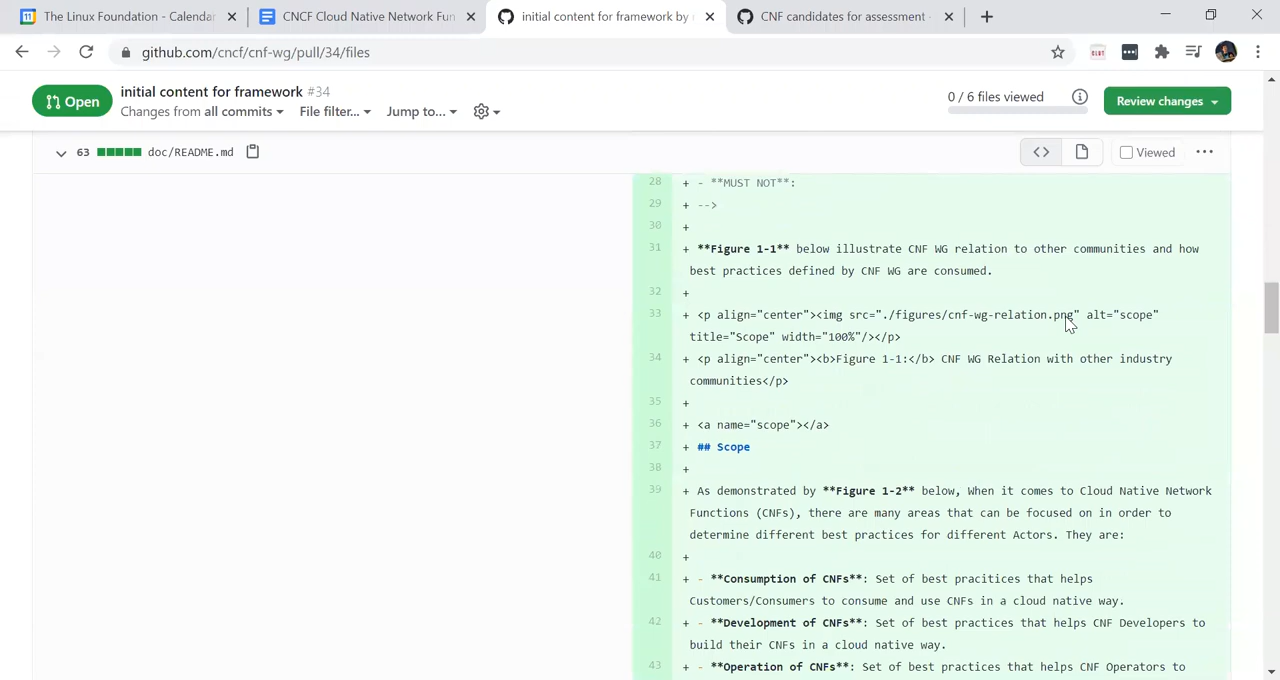 The Linux Foundation - Calendar
CNCF Cloud Native Network Fun
initial content for framework by
CNF candidates for assessment
github.com/cncf/cnf-wg/pull/34/files
Open
initial content for framework #34
Changes from all commits
File filter...
Jump to...
0 / 6 files viewed
Review changes
63
doc/README.md
Viewed
28 + - **MUST NOT**:
29 + -->
30 +
31 + **Figure 1-1** below illustrate CNF WG relation to other communities and how
best practices defined by CNF WG are consumed.
32 +
33 + <p align="center"><img src="./figures/cnf-wg-relation.png" alt="scope"
title="Scope" width="100%"/></p>
34 + <p align="center"><b>Figure 1-1:</b> CNF WG Relation with other industry
communities</p>
35 +
36 + <a name="scope"></a>
37 + ## Scope
38 +
39 + As demonstrated by **Figure 1-2** below, When it comes to Cloud Native Network
Functions (CNFs), there are many areas that can be focused on in order to
determine different best practices for different Actors. They are:
40 +
41 + - **Consumption of CNFs**: Set of best pracitices that helps
Customers/Consumers to consume and use CNFs in a cloud native way.
42 + - **Development of CNFs**: Set of best practices that helps CNF Developers to
build their CNFs in a cloud native way.
43 + - **Operation of CNFs**: Set of best practices that helps CNF Operators to